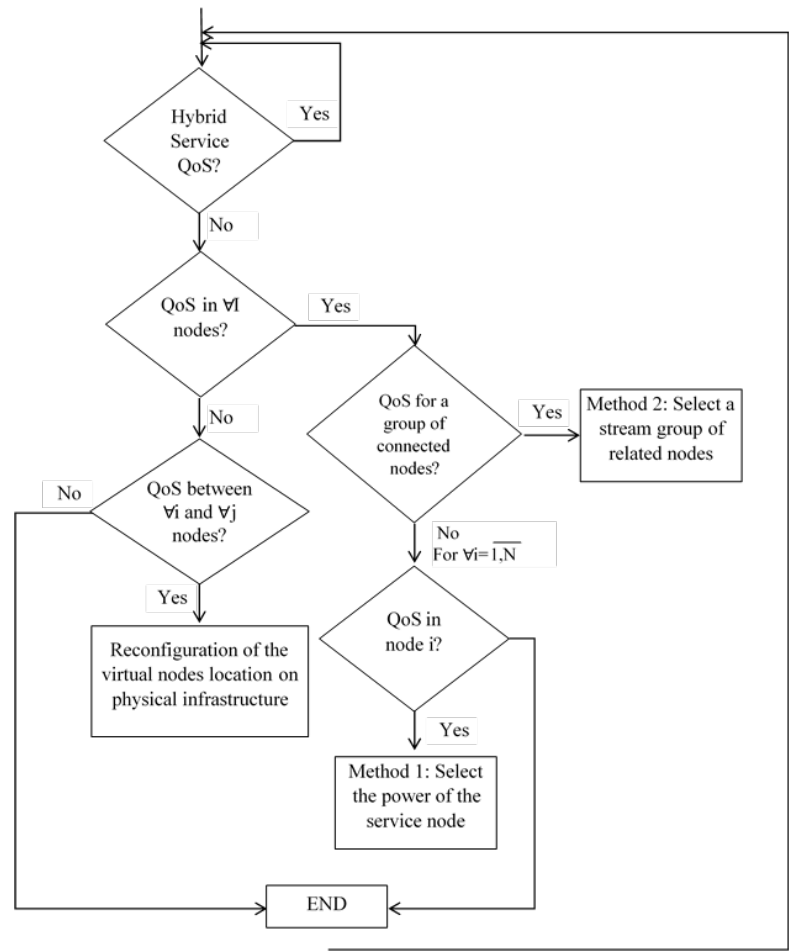 Hybrid
Service
QoS?
Yes
No
QoS in ∀I
nodes?
Yes
No
QoS for a
group of
connected
nodes?
Yes
Method 2: Select a
stream group of
related nodes
No
QoS between
∀i and ∀j
nodes?
No
For ∀i=1,N
Yes
QoS in
node i?
Reconfiguration of the
virtual nodes location on
physical infrastructure
Yes
Method 1: Select
the power of the
service node
END